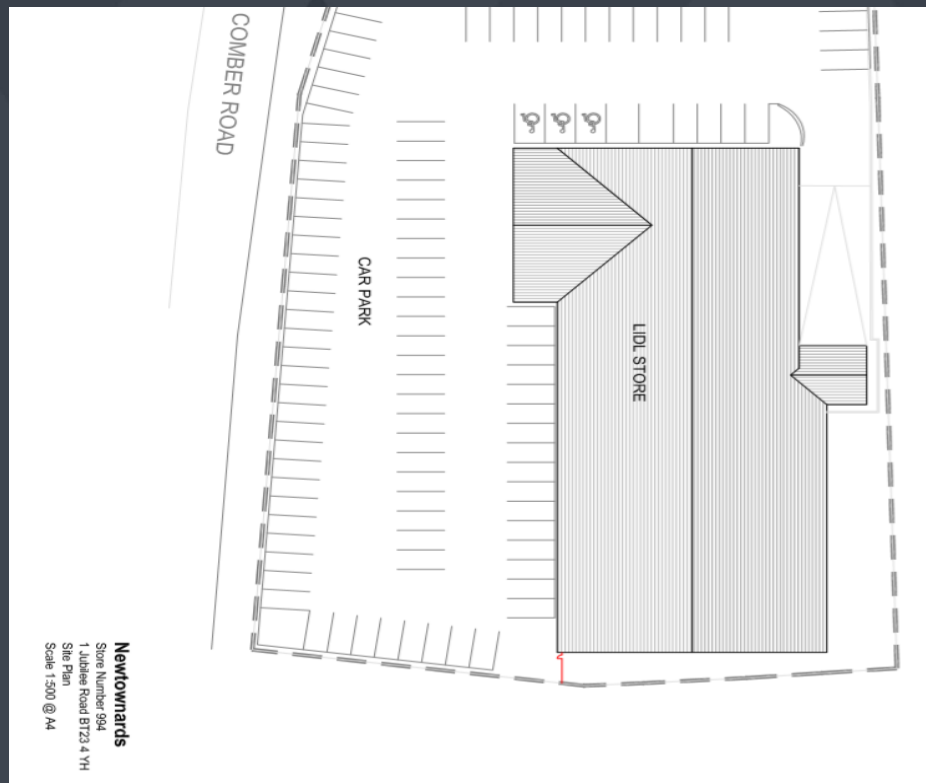 COMBER ROAD
CAR PARK
LIDL STORE
Newtownards
Store Number 994
1 Jubilee Road BT23 4 YH
Site Plan
Scale 1:500 @ A4